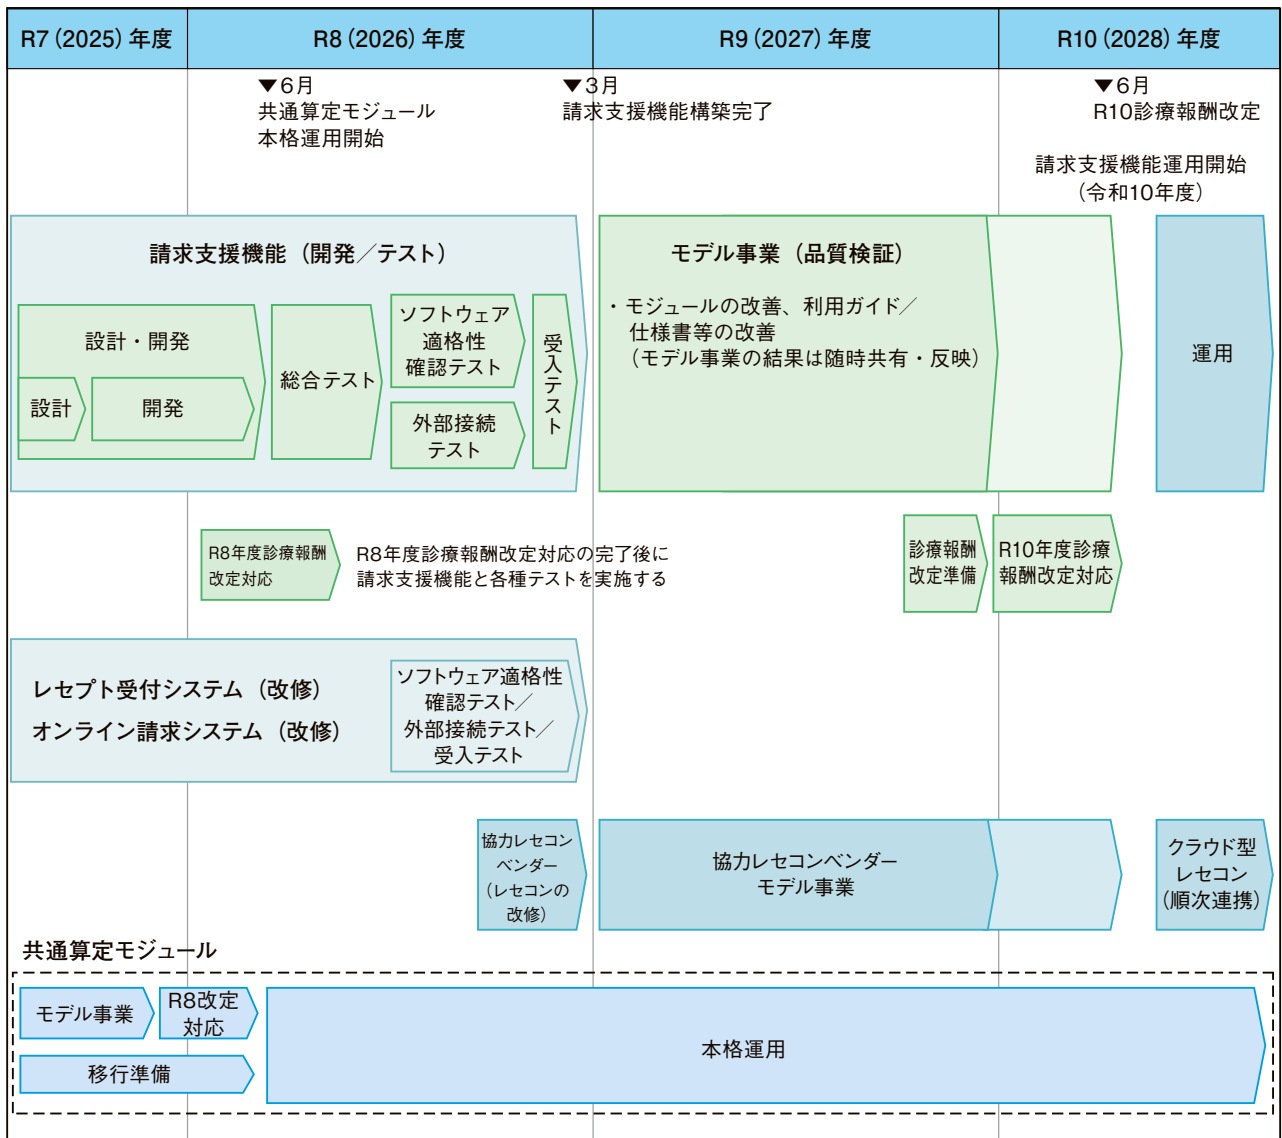 R7（2025）年度
R8（2026）年度
R9（2027）年度
R10（2028）年度
▼6月
共通算定モジュール
本格運用開始
▼3月
請求支援機能構築完了
▼6月
R10診療報酬改定
請求支援機能運用開始
（令和10年度）
請求支援機能（開発／テスト）
設計・開発
設計
開発
総合テスト
ソフトウェア
適格性
確認テスト
外部接続
テスト
受入テスト
モデル事業（品質検証）
・モジュールの改善、利用ガイド／
仕様書等の改善
（モデル事業の結果は随時共有・反映）
運用
R8年度診療報酬
改定対応
R8年度診療報酬改定対応の完了後に
請求支援機能と各種テストを実施する
診療報酬
改定準備
R10年度診療
報酬改定対応
レセプト受付システム（改修）
オンライン請求システム（改修）
ソフトウェア適格性
確認テスト／
外部接続テスト／
受入テスト
協力レセコン
ベンダー
（レセコンの
改修）
協力レセコンベンダー
モデル事業
クラウド型
レセコン
（順次連携）
共通算定モジュール
モデル事業
R8改定
対応
移行準備
本格運用